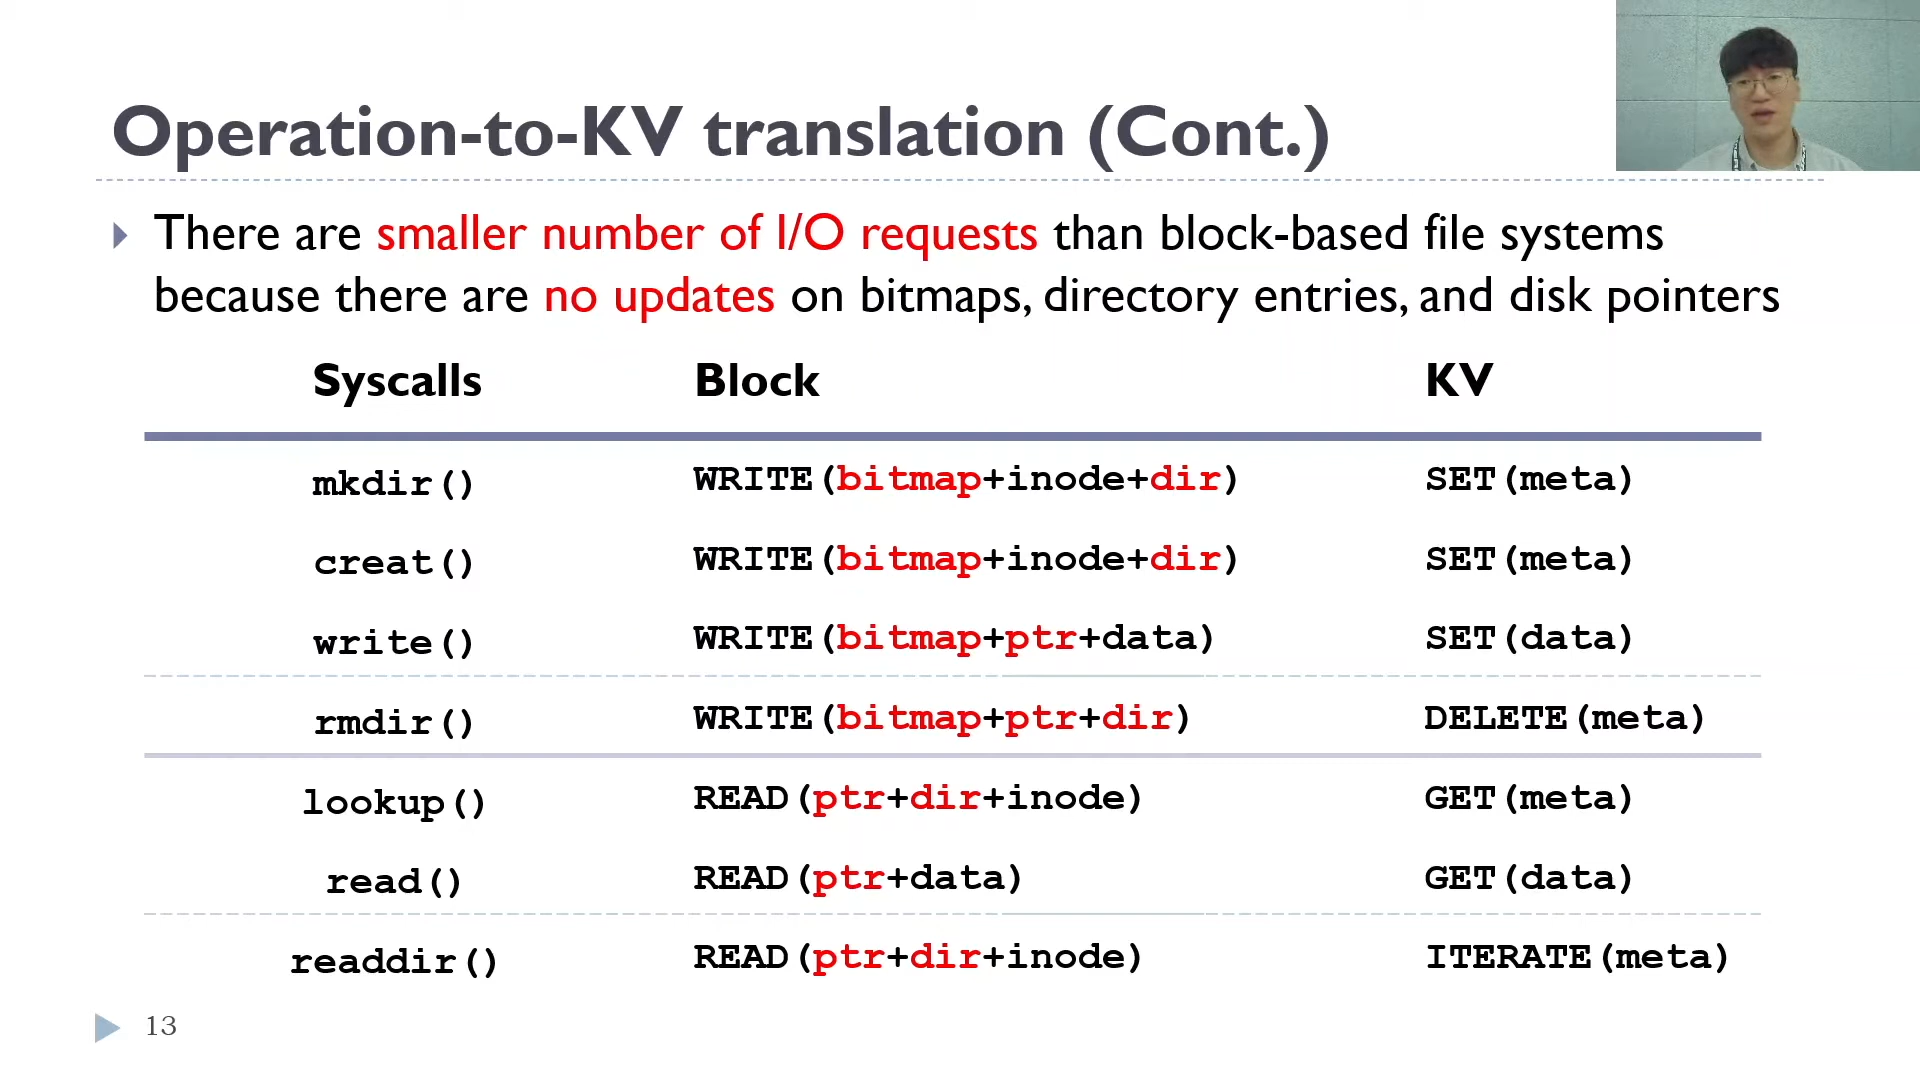 Operation-to-KV translation (Cont.)
There are smaller number of I/O requests than block-based file systems
because there are no updates on bitmaps, directory entries, and disk pointers
Syscalls Block KV
mkdir() WRITE(bitmap+inode+dir) SET(meta)
creat() WRITE(bitmap+inode+dir) SET(meta)
write() WRITE(bitmap+ptr+data) SET(data)
rmdir() WRITE(bitmap+ptr+dir) DELETE(meta)
lookup() READ(ptr+dir+inode) GET(meta)
read() READ(ptr+data) GET(data)
readdir() READ(ptr+dir+inode) ITERATE(meta)
13